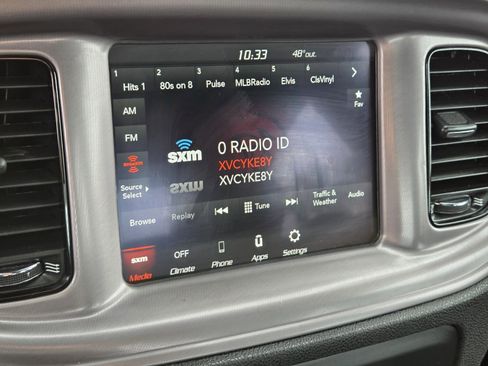 10:33 48° out.
1 2 3 4 5 6
Hits 1 80s on 8 Pulse MLBRadio Elvis ClsVinyl
AM
Fav
FM
0 RADIO ID
sxm
XVCYKE8Y
SiriusXM
XVCYKE8Y
Source
Select
Browse Replay Tune Traffic &
Weather Audio
sxm OFF
Media Climate Phone Apps Settings